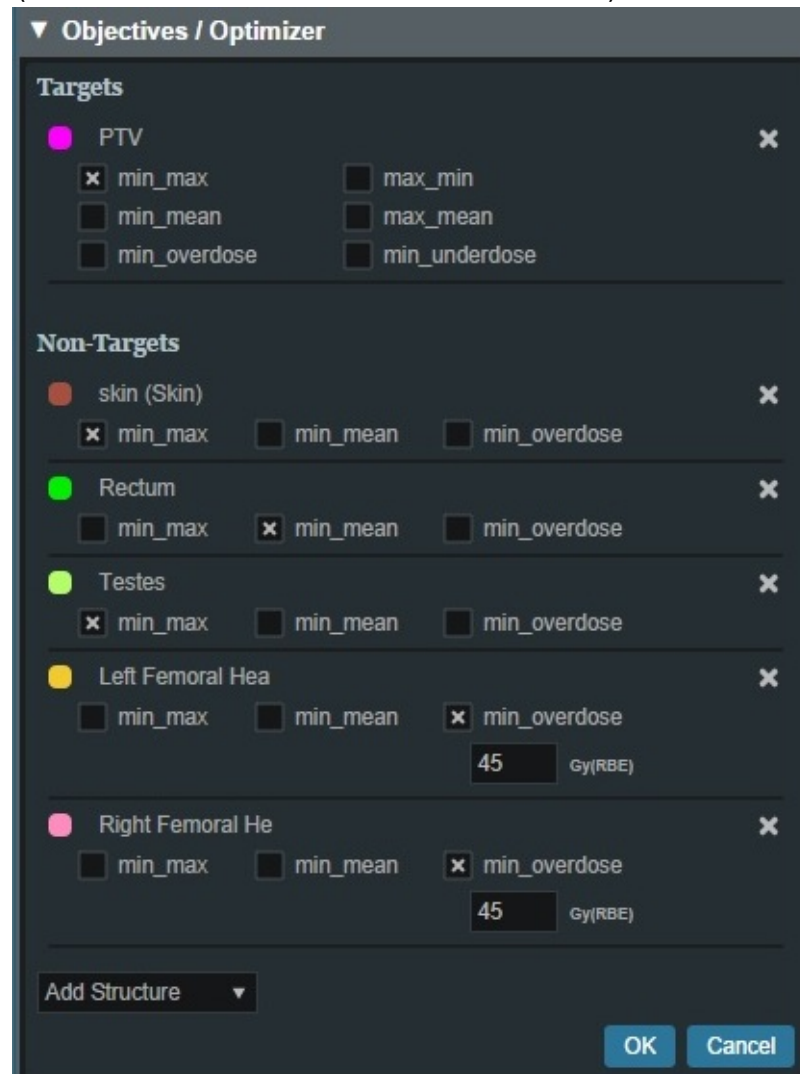 ▼ Objectives / Optimizer
Targets
PTV
min_max max_min
min_mean max_mean
min_overdose min_underdose
Non-Targets
skin (Skin)
min_max min_mean min_overdose
Rectum
min_max min_mean min_overdose
Testes
min_max min_mean min_overdose
Left Femoral Hea
min_max min_mean min_overdose
45 Gy(RBE)
Right Femoral He
min_max min_mean min_overdose
45 Gy(RBE)
Add Structure ▼
OK Cancel